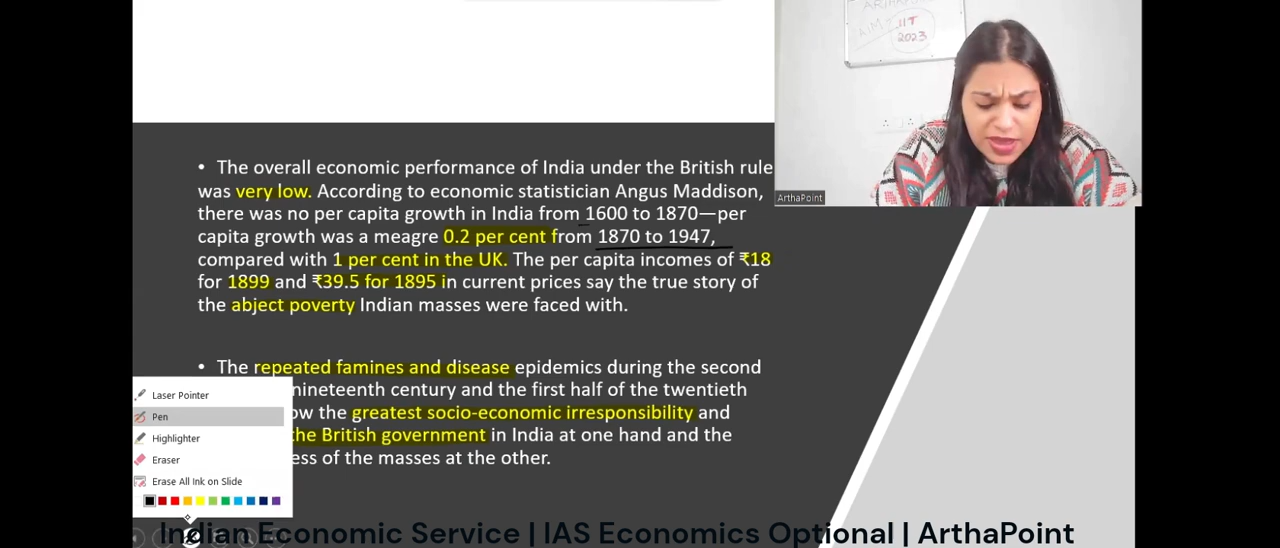 ARTHAPOINT
AIM
IIT
2023
ArthaPoint
• The overall economic performance of India under the British rule
was very low. According to economic statistician Angus Maddison,
there was no per capita growth in India from 1600 to 1870—per
capita growth was a meagre 0.2 per cent from 1870 to 1947,
compared with 1 per cent in the UK. The per capita incomes of ₹18
for 1899 and ₹39.5 for 1895 in current prices say the true story of
the abject poverty Indian masses were faced with.
• The repeated famines and disease epidemics during the second
nineteenth century and the first half of the twentieth
ow the greatest socio-economic irresponsibility and
the British government in India at one hand and the
ess of the masses at the other.
Laser Pointer
Pen
Highlighter
Eraser
Erase All Ink on Slide
Indian Economic Service | IAS Economics Optional | ArthaPoint